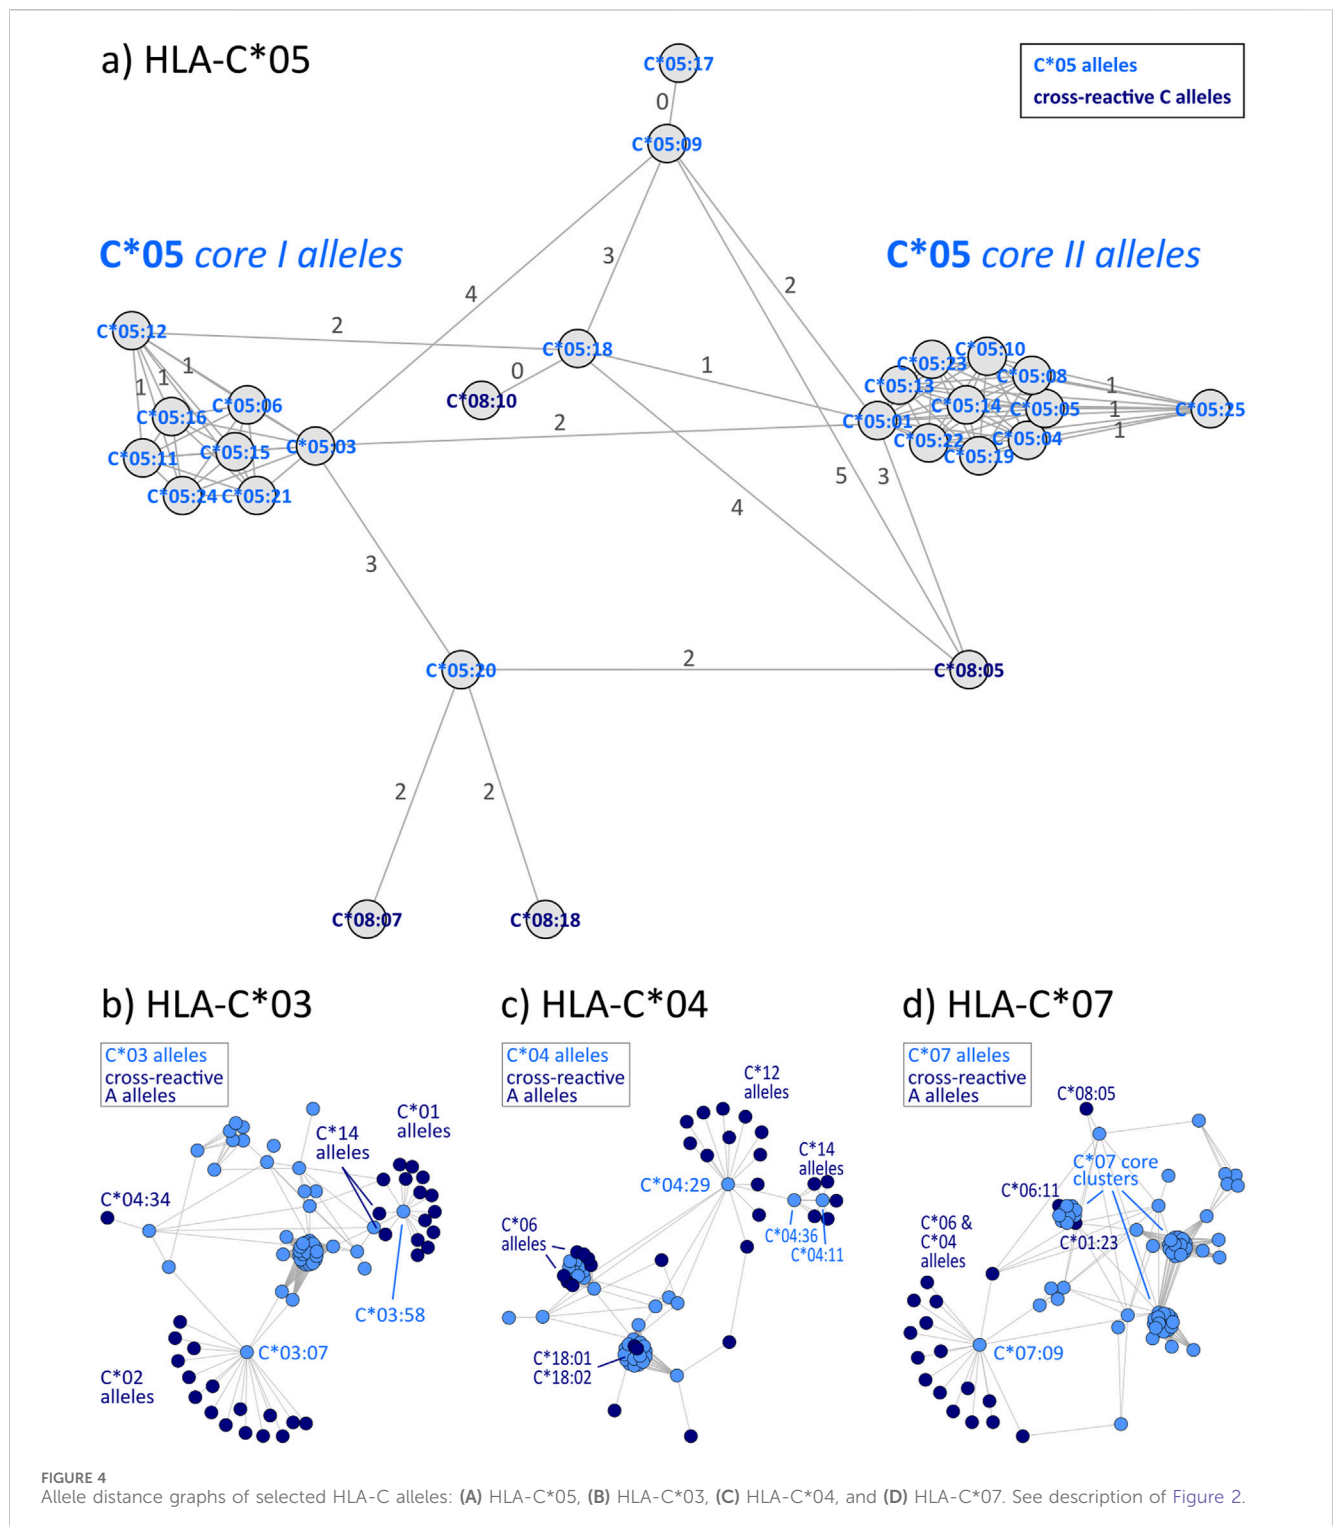 a) HLA-C*05
C*05 alleles
cross-reactive C alleles
C*05:17
0
C*05:09
C*05 core I alleles
C*05 core II alleles
3
2
4
C*05:12
2
C*05:18
1
1
1
0
1
C*08:10
C*05:06
C*05:16
C*05:03
C*05:15
C*05:11
C*05:24
C*05:21
2
C*05:10
C*05:23
C*05:08
C*05:13
C*05:14
C*05:05
C*05:01
C*05:22
C*05:04
C*05:19
1
1
1
C*05:25
5
3
4
3
C*05:20
2
C*08:05
2
2
C*08:07
C*08:18
b) HLA-C*03
C*03 alleles
cross-reactive
A alleles
C*14
alleles
C*01
alleles
C*04:34
C*03:58
C*03:07
C*02
alleles
c) HLA-C*04
C*04 alleles
cross-reactive
A alleles
C*12
alleles
C*14
alleles
C*04:29
C*04:36
C*04:11
C*06
alleles
C*18:01
C*18:02
d) HLA-C*07
C*07 alleles
cross-reactive
A alleles
C*08:05
C*07 core
clusters
C*06:11
C*01:23
C*06 &
C*04
alleles
C*07:09
FIGURE 4
Allele distance graphs of selected HLA-C alleles: (A) HLA-C*05, (B) HLA-C*03, (C) HLA-C*04, and (D) HLA-C*07. See description of Figure 2.